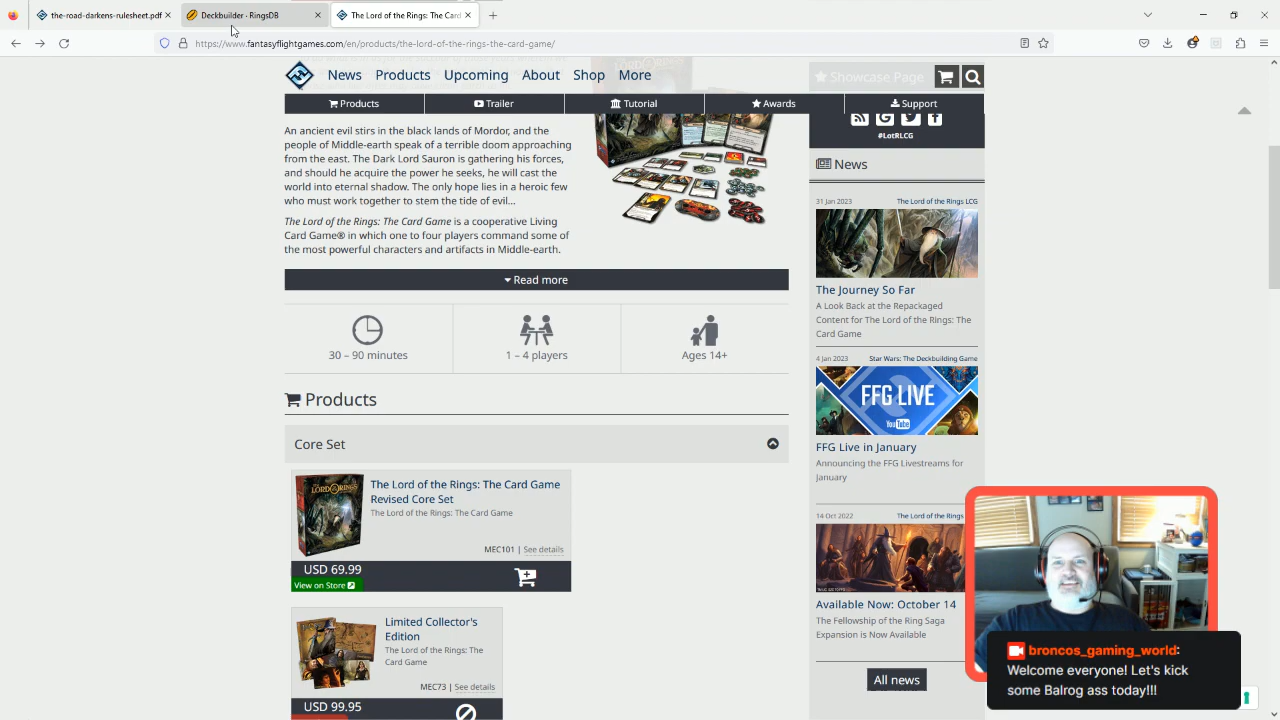 the-road-darkens-rulesheet.pdf
Deckbuilder · RingsDB
The Lord of the Rings: The Card
https://www.fantasyflightgames.com/en/products/the-lord-of-the-rings-the-card-game/
News Products Upcoming About Shop More
Showcase Page
Products Trailer Tutorial Awards Support
An ancient evil stirs in the black lands of Mordor, and the
people of Middle-earth speak of a terrible doom approaching
from the east. The Dark Lord Sauron is gathering his forces,
and should he acquire the power he seeks, he will cast the
world into eternal shadow. The only hope lies in a heroic few
who must work together to stem the tide of evil...
The Lord of the Rings: The Card Game is a cooperative Living
Card Game® in which one to four players command some of
the most powerful characters and artifacts in Middle-earth.
Read more
30 – 90 minutes
1 – 4 players
Ages 14+
Products
Core Set
The Lord of the Rings: The Card Game
Revised Core Set
The Lord of the Rings: The Card Game
MEC101 | See details
USD 69.99
View on Store
Limited Collector's
Edition
The Lord of the Rings: The
Card Game
MEC73 | See details
USD 99.95
#LotRLCG
News
31 Jan 2023 The Lord of the Rings LCG
The Journey So Far
A Look Back at the Repackaged
Content for The Lord of the Rings: The
Card Game
4 Jan 2023 Star Wars: The Deckbuilding Game
FFG LIVE
YouTube
FFG Live in January
Announcing the FFG Livestreams for
January
14 Oct 2022 The Lord of the Rings
Available Now: October 14
The Fellowship of the Ring Saga
Expansion is Now Available
All news
broncos_gaming_world:
Welcome everyone! Let's kick
some Balrog ass today!!!